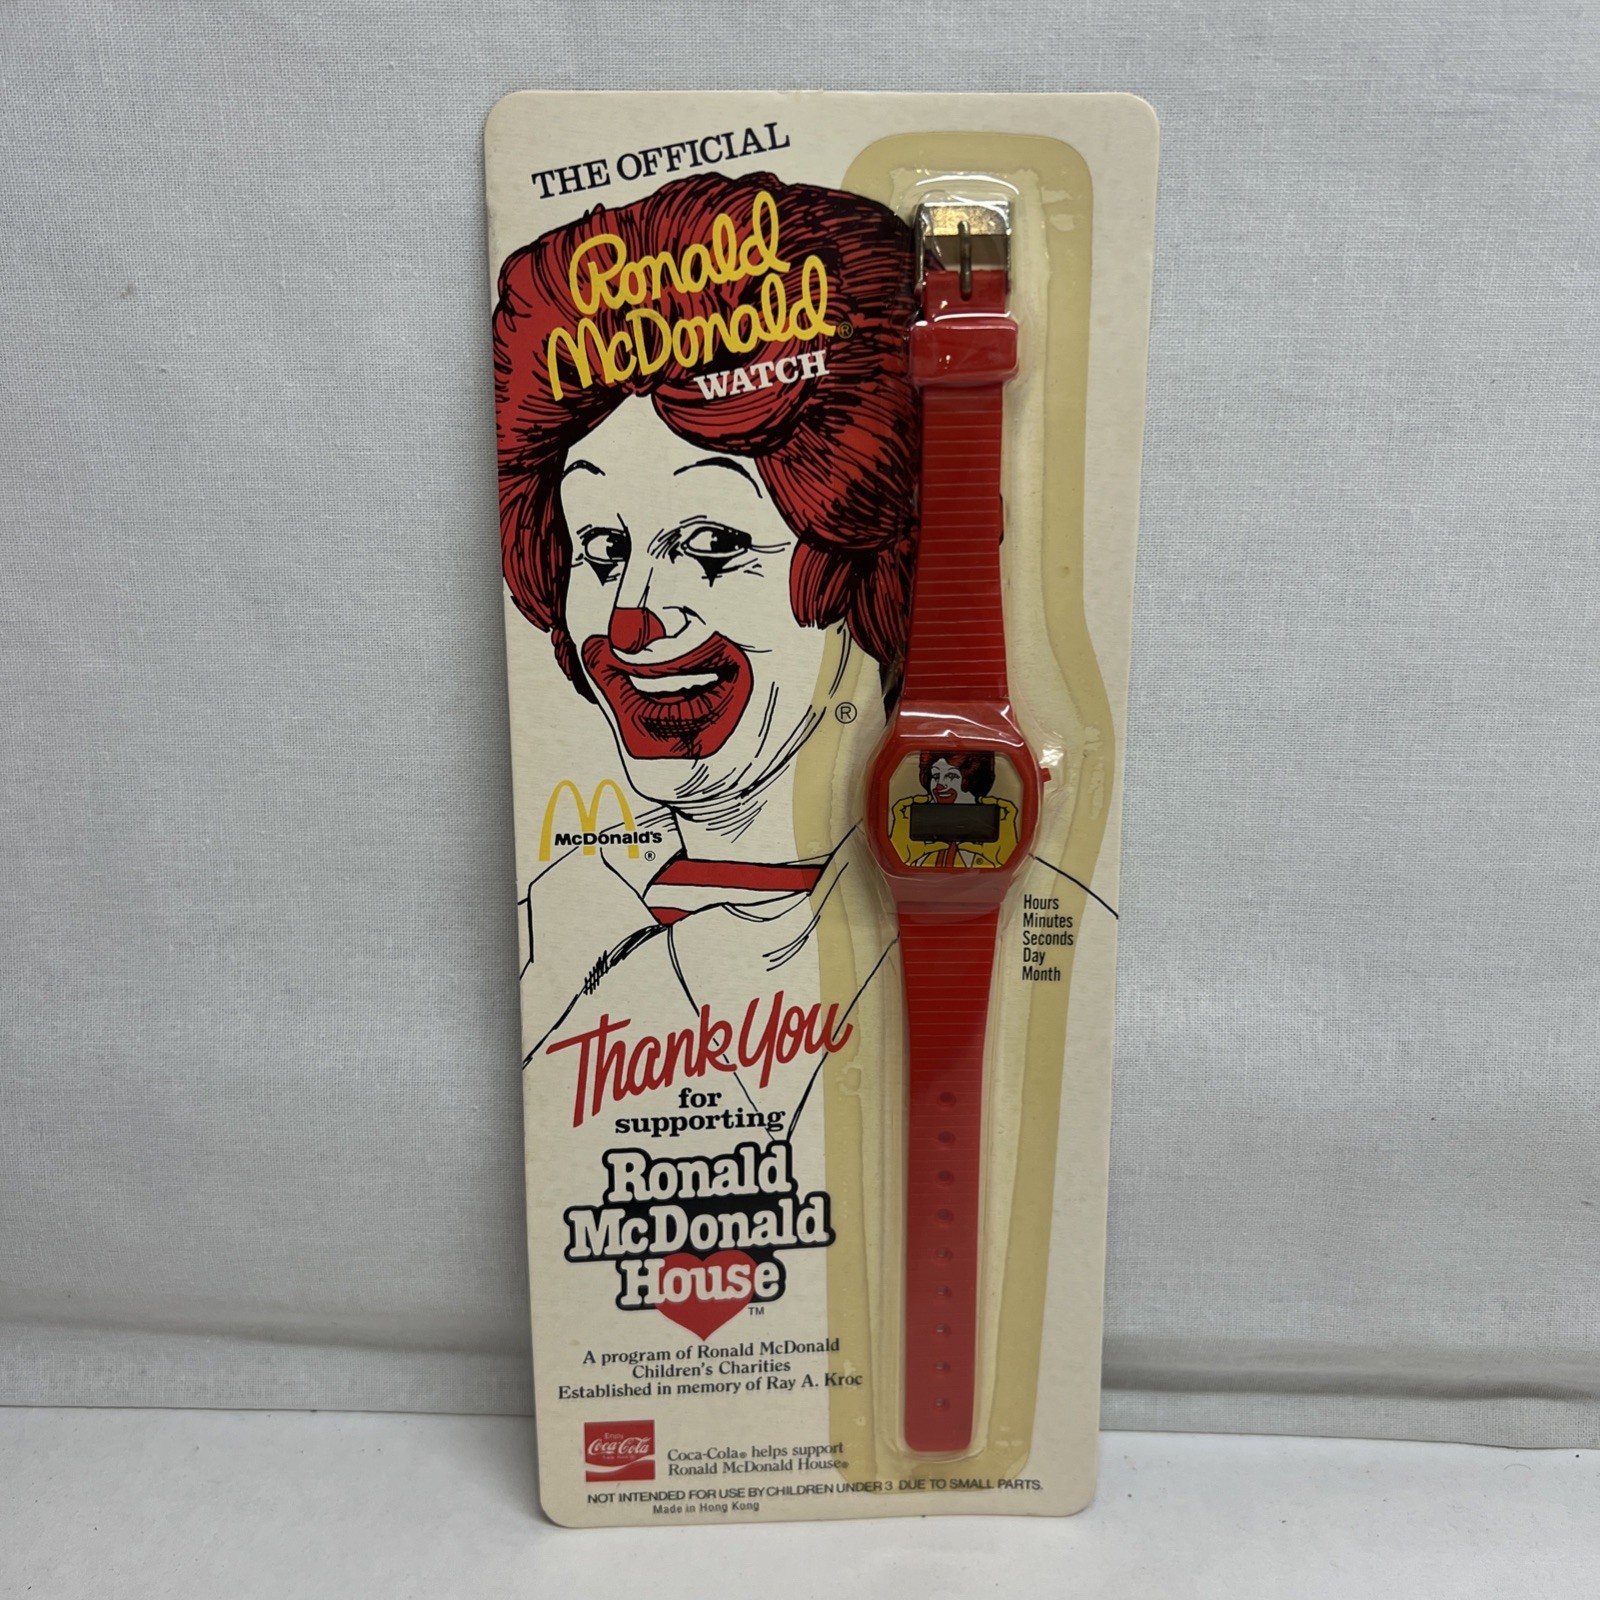 THE OFFICIAL
Ronald
McDonald®
WATCH
®
McDonald's
®
Hours
Minutes
Seconds
Day
Month
Thank You
for
supporting
Ronald
McDonald
House
TM
A program of Ronald McDonald
Children's Charities
Established in memory of Ray A. Kroc
Enjoy
Coca-Cola
Coca-Cola® helps support
Ronald McDonald House®
NOT INTENDED FOR USE BY CHILDREN UNDER 3 DUE TO SMALL PARTS.
Made in Hong Kong